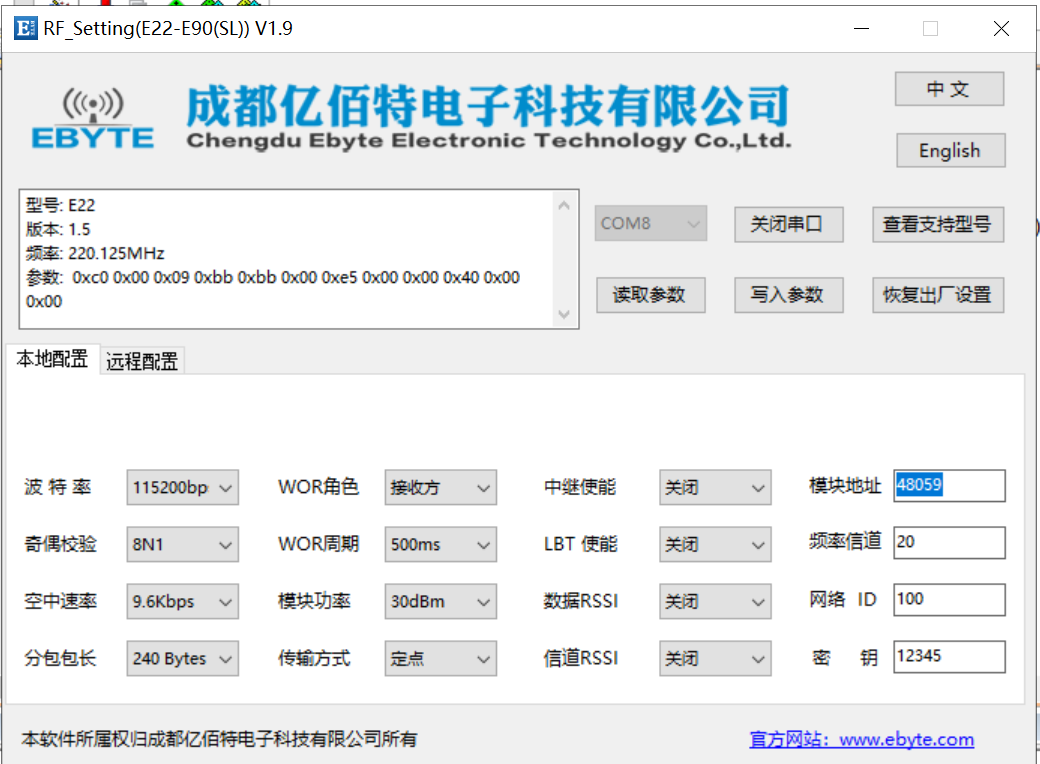 RF_Setting(E22-E90(SL)) V1.9
EBYTE
成都亿佰特电子科技有限公司
Chengdu Ebyte Electronic Technology Co.,Ltd.
中 文
English
型号: E22
版本: 1.5
频率: 220.125MHz
参数: 0xc0 0x00 0x09 0xbb 0xbb 0x00 0xe5 0x00 0x00 0x40 0x00
0x00
COM8
关闭串口
查看支持型号
读取参数
写入参数
恢复出厂设置
本地配置
远程配置
波 特 率 115200bp WOR角色 接收方 中继使能 关闭 模块地址 48059
奇偶校验 8N1 WOR周期 500ms LBT 使能 关闭 频率信道 20
空中速率 9.6Kbps 模块功率 30dBm 数据RSSI 关闭 网络 ID 100
分包包长 240 Bytes 传输方式 定点 信道RSSI 关闭 密 钥 12345
本软件所属权归成都亿佰特电子科技有限公司所有
官方网站：www.ebyte.com